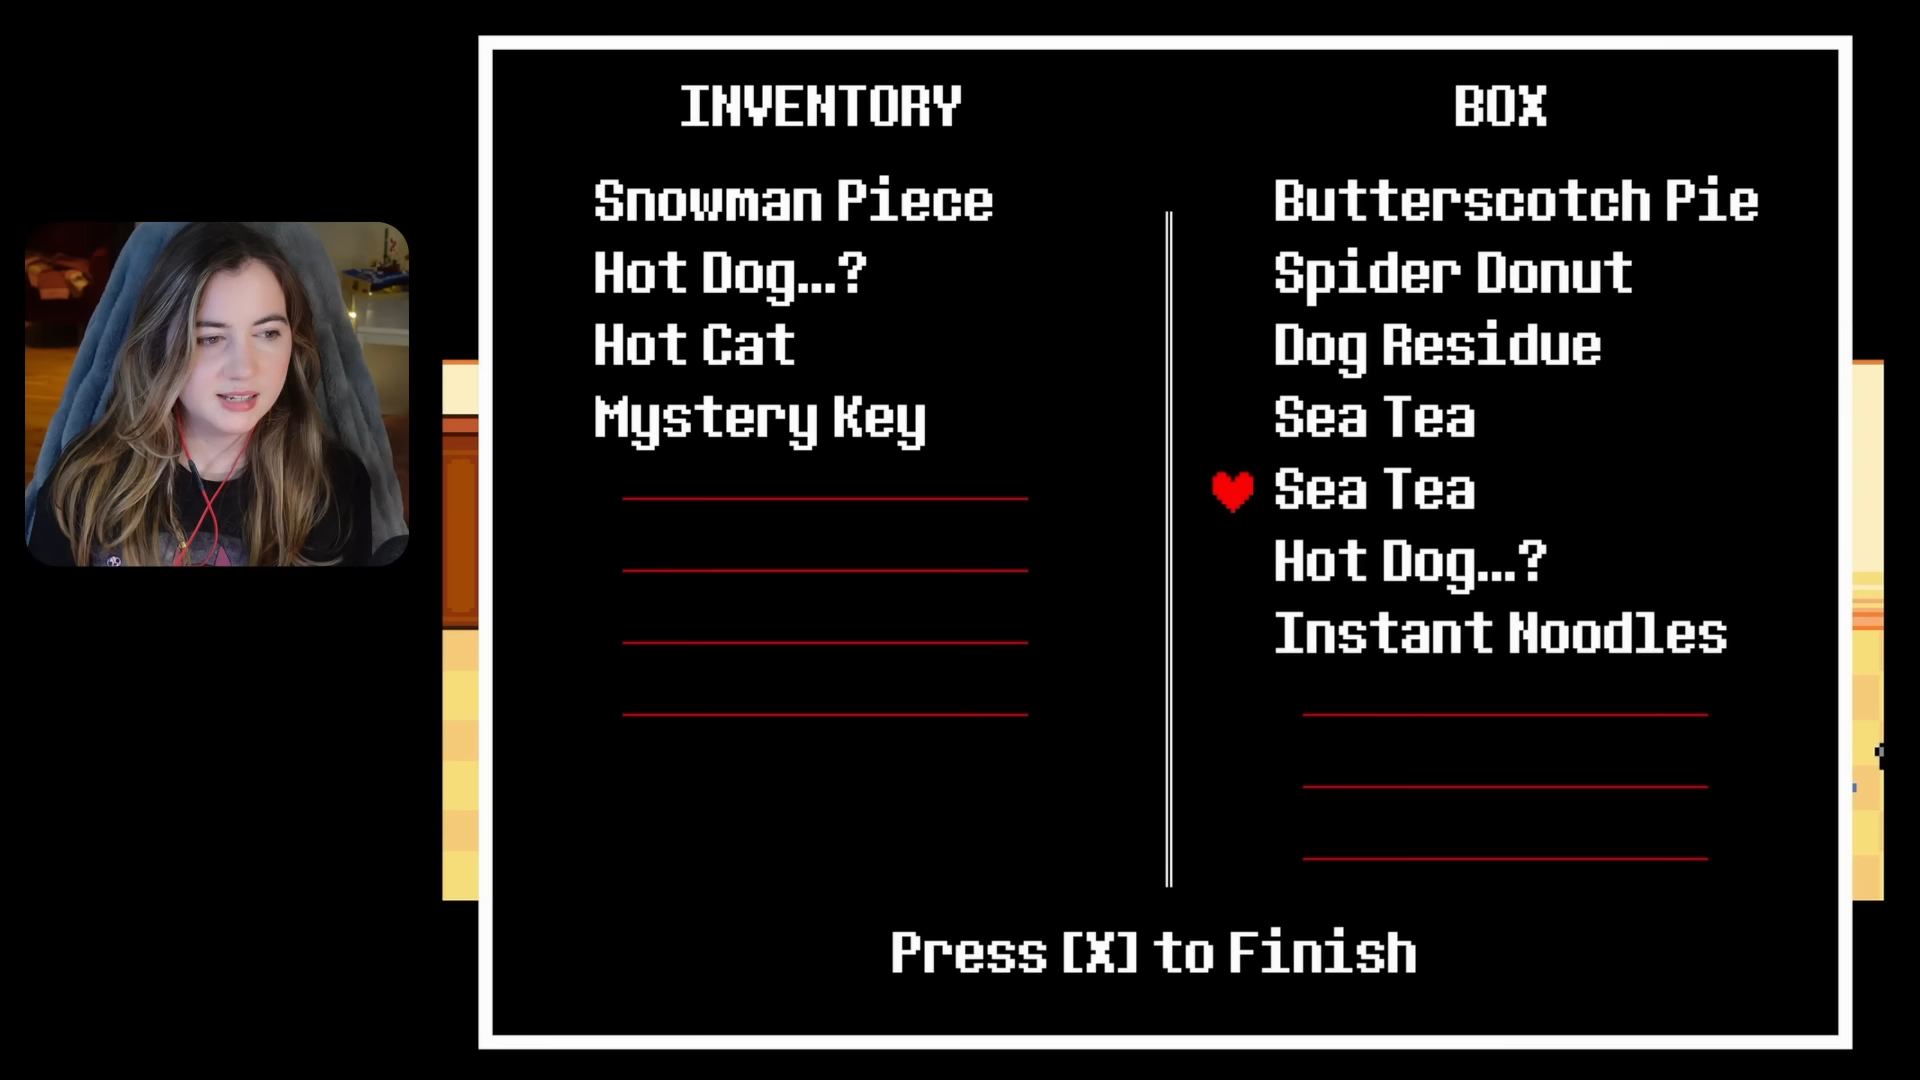 INVENTORY
Snowman Piece
Hot Dog...?
Hot Cat
Mystery Key
BOX
Butterscotch Pie
Spider Donut
Dog Residue
Sea Tea
Sea Tea
Hot Dog...?
Instant Noodles
Press [X] to Finish